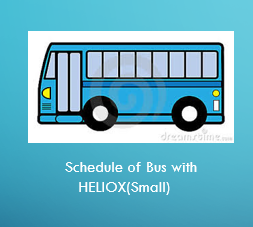 dreamstime.com
Schedule of Bus with
HELIOX(Small)